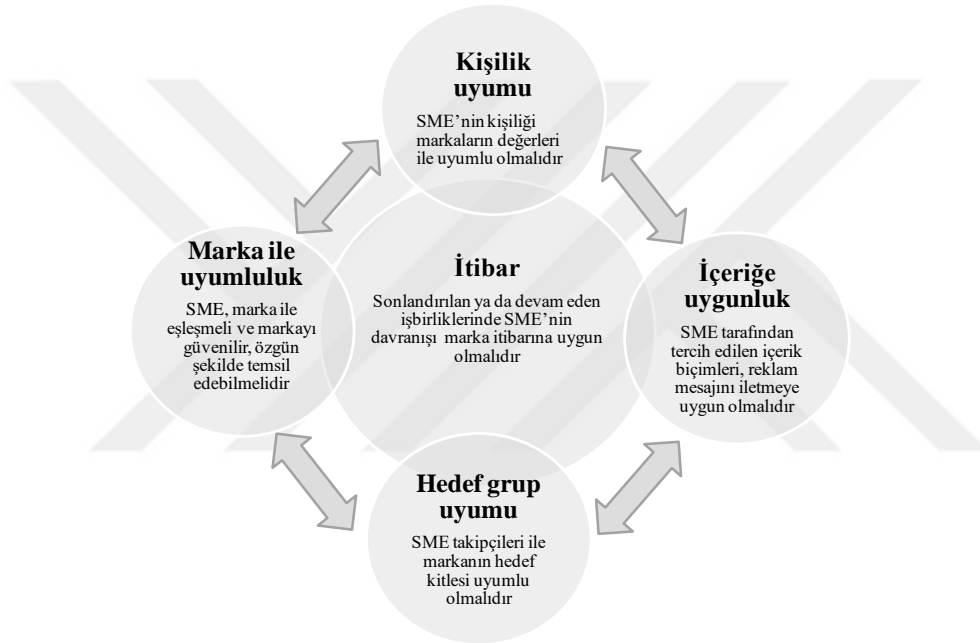 Kişilik
uyumu
SME’nin kişiliği
markaların değerleri
ile uyumlu olmalıdır
Marka ile
uyumluluk
SME, marka ile
eşleşmeli ve markayı
güvenilir, özgün
şekilde temsil
edebilmelidir
İtibar
Sonlandırılan ya da devam eden
işbirliklerinde SME’nin
davranışı marka itibarına uygun
olmalıdır
İçeriğe
uygunluk
SME tarafından
tercih edilen içerik
biçimleri, reklam
mesajını iletmeye
uygun olmalıdır
Hedef grup
uyumu
SME takipçileri ile
markanın hedef
kitlesi uyumlu
olmalıdır